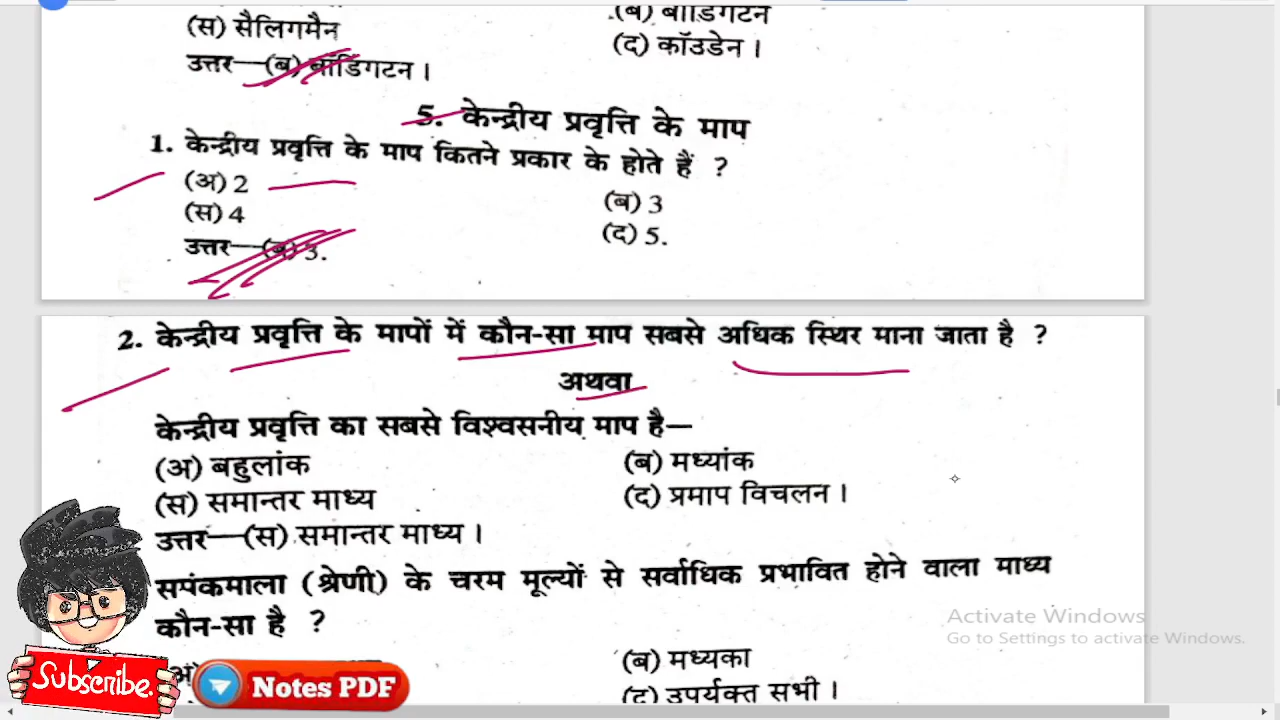 (स) सैलिगमैन
(ब) बॉडिंगटन
(द) कॉउडेन।
उत्तर—(ब) बॉडिंगटन।
5. केन्द्रीय प्रवृत्ति के माप
1. केन्द्रीय प्रवृत्ति के माप कितने प्रकार के होते हैं ?
(अ) 2
(ब) 3
(स) 4
(द) 5.
उत्तर—(ब) 3.
2. केन्द्रीय प्रवृत्ति के मापों में कौन-सा माप सबसे अधिक स्थिर माना जाता है ?
अथवा
केन्द्रीय प्रवृत्ति का सबसे विश्वसनीय माप है—
(अ) बहुलांक
(ब) मध्यांक
(स) समान्तर माध्य
(द) प्रमाप विचलन।
उत्तर—(स) समान्तर माध्य।
सपंकमाला (श्रेणी) के चरम मूल्यों से सर्वाधिक प्रभावित होने वाला माध्य
कौन-सा है ?
(ब) मध्यका
(द) उपर्यक्त सभी।
Activate Windows
Go to Settings to activate Windows.
Subscribe.
Notes PDF